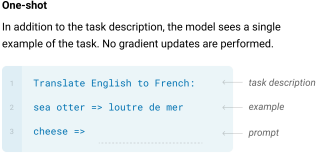 One-shot
In addition to the task description, the model sees a single
example of the task. No gradient updates are performed.
1 Translate English to French: task description
2 sea otter => loutre de mer example
3 cheese => prompt